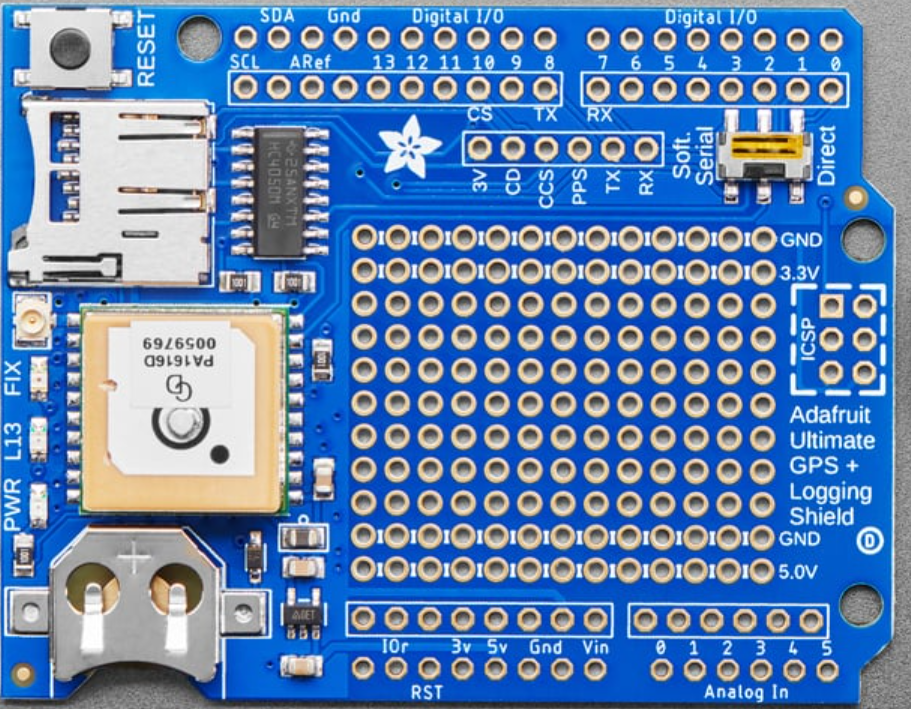 RESET
SDA Gnd Digital I/O Digital I/O
SCL ARef 13 12 11 10 9 8 7 6 5 4 3 2 1 0
CS TX RX
3V CD CCS PPS TX RX
Soft.
Serial
Direct
GND
3.3V
ICSP
PA1616D
0059769
FIX
L13
PWR
Adafruit
Ultimate
GPS +
Logging
Shield
GND
5.0V
IOr 3v 5v Gnd Vin
RST
0 1 2 3 4 5
Analog In